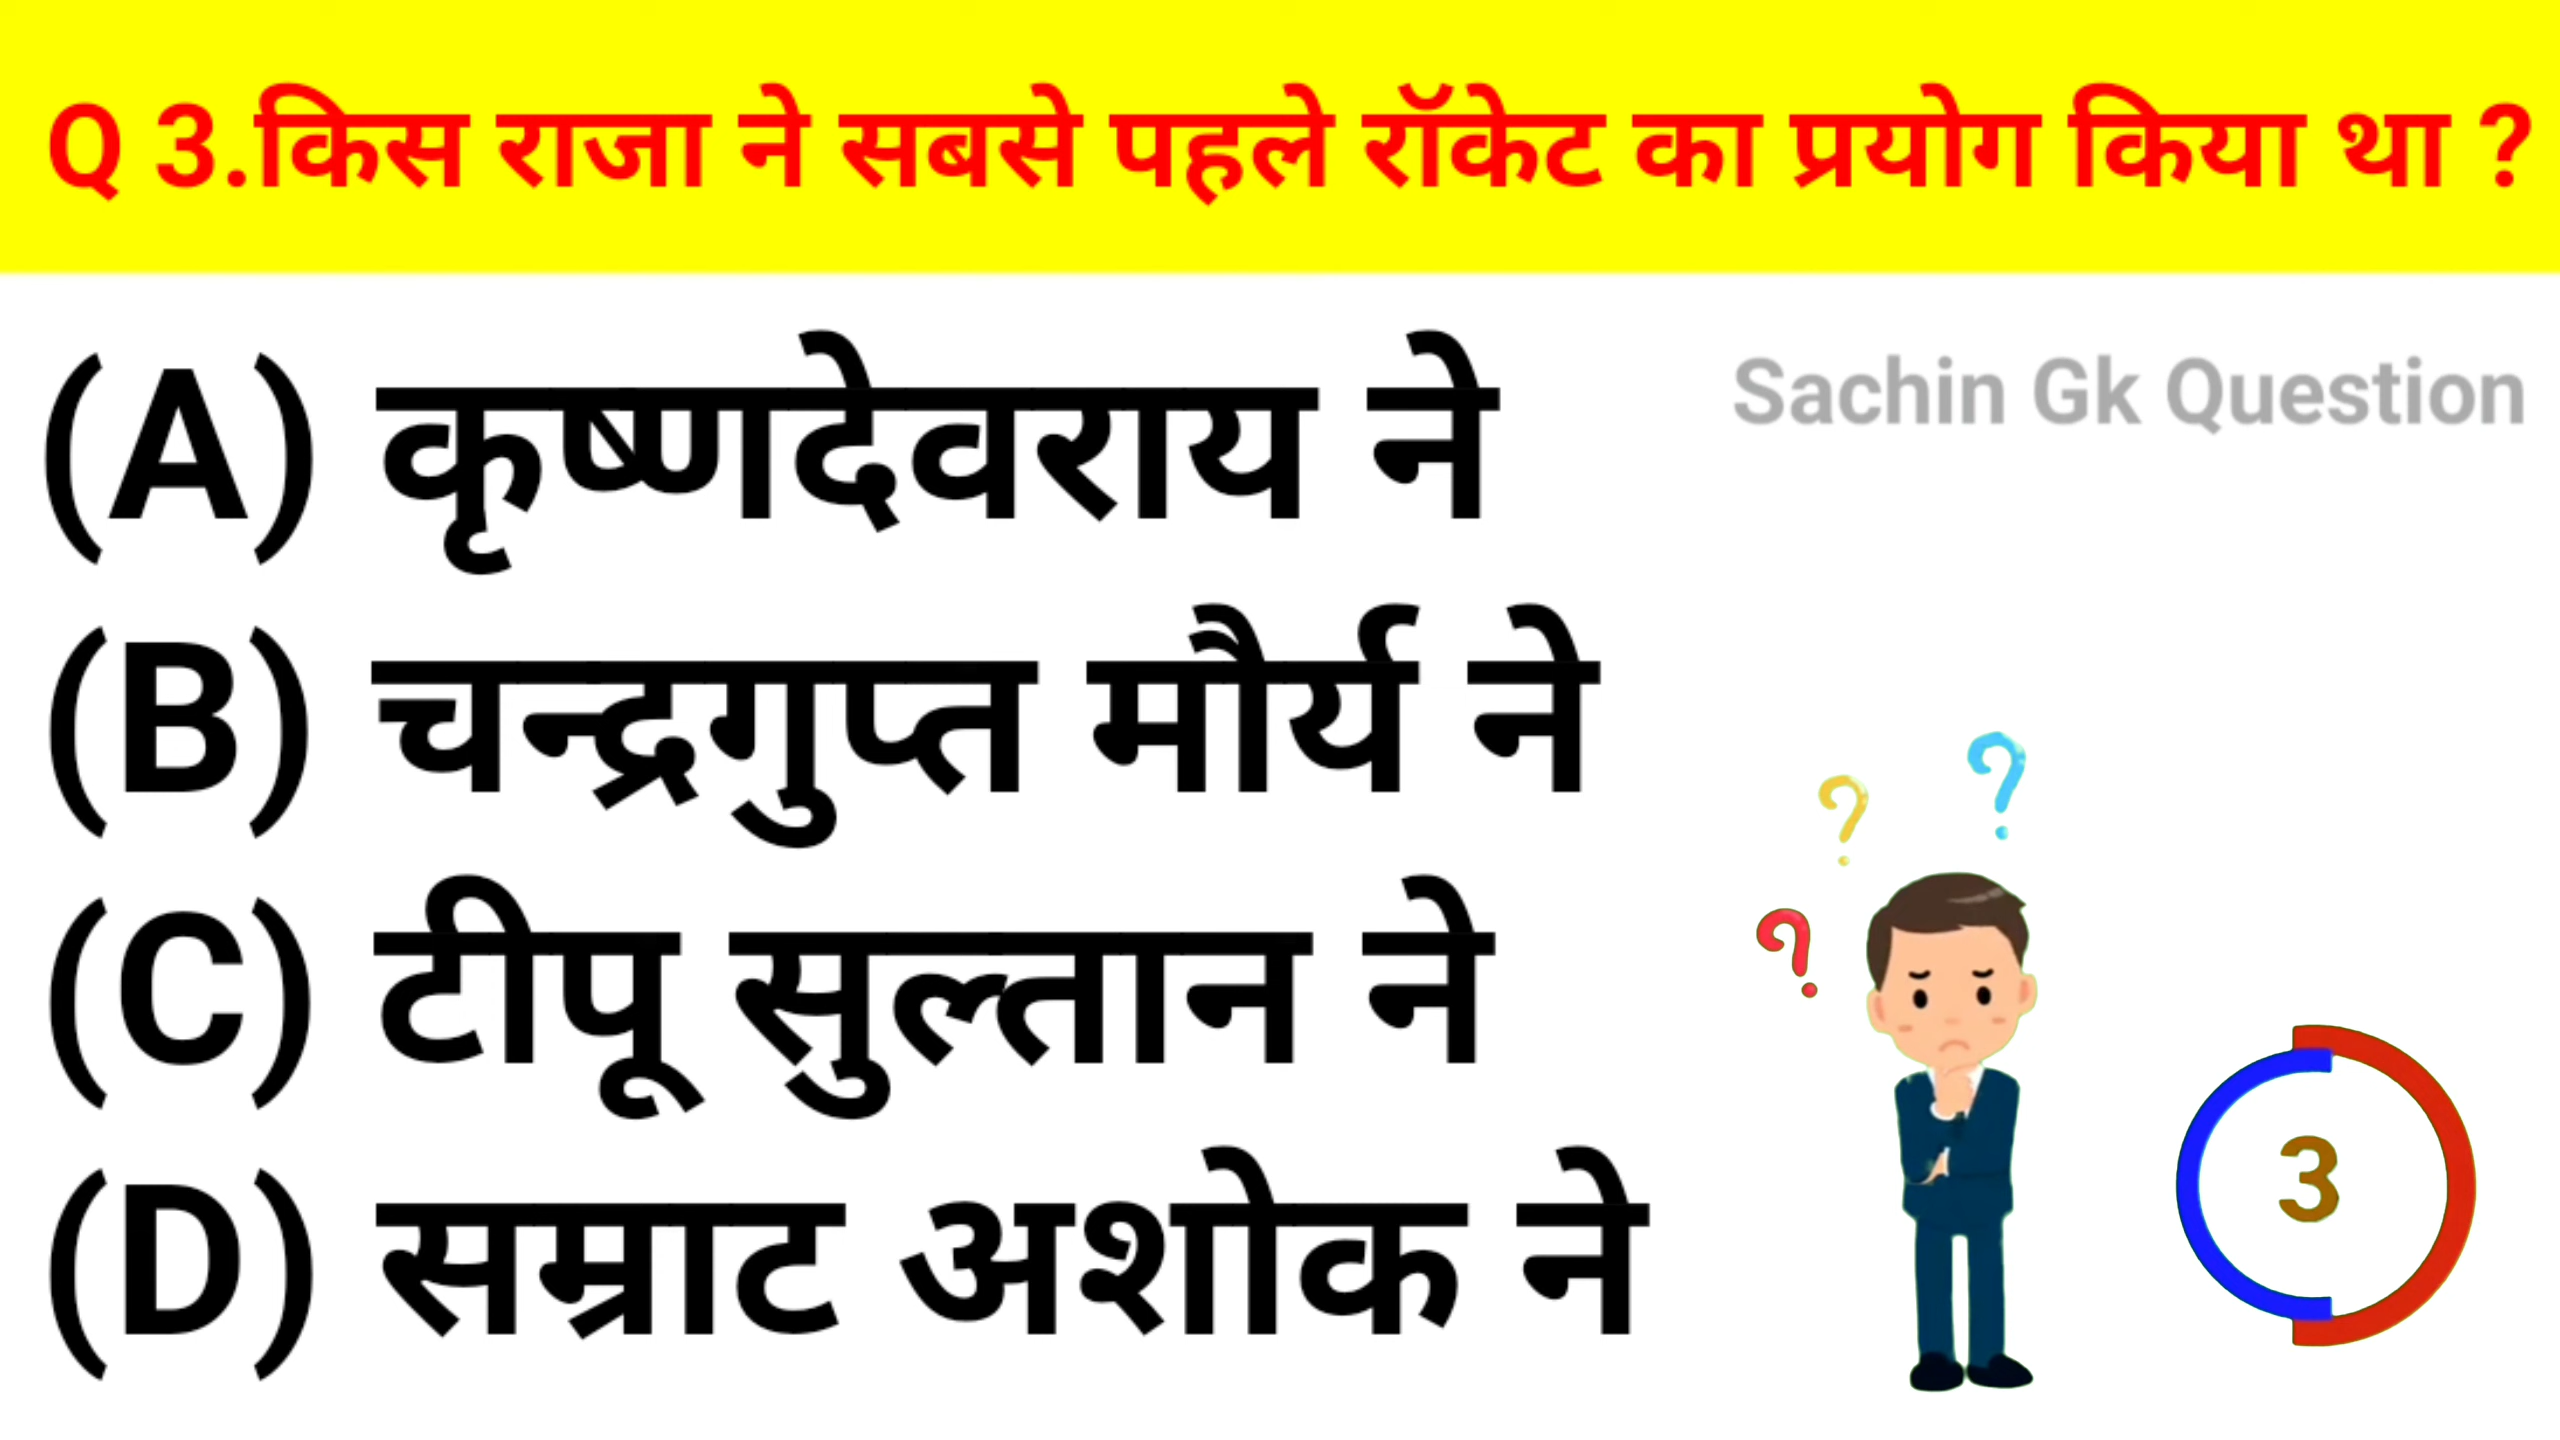 Q 3.किस राजा ने सबसे पहले रॉकेट का प्रयोग किया था ?
(A) कृष्णदेवराय ने
Sachin Gk Question
(B) चन्द्रगुप्त मौर्य ने
(C) टीपू सुल्तान ने
(D) सम्राट अशोक ने
3